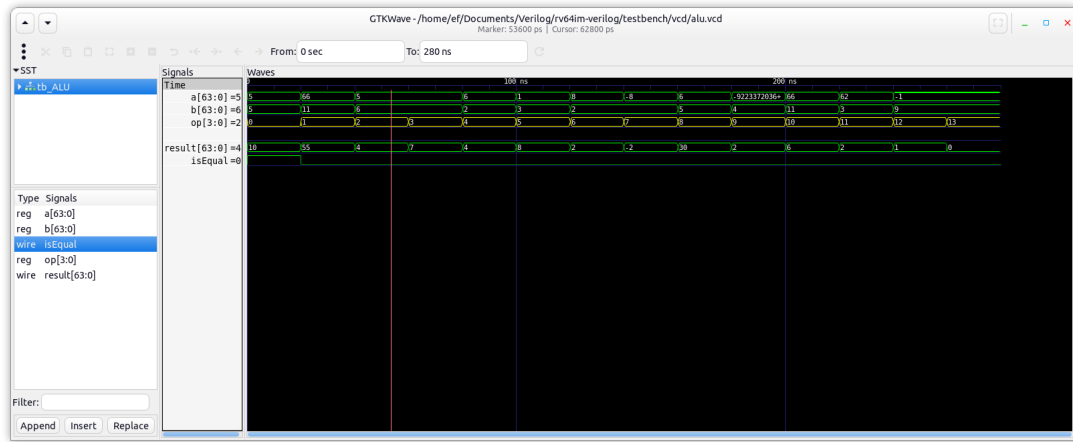 GTKWave - /home/ef/Documents/Verilog/rv64im-verilog/testbench/vcd/alu.vcd
Marker: 53600 ps | Cursor: 62800 ps
From: 0 sec To: 280 ns
SST
tb_ALU
Type Signals
reg a[63:0]
reg b[63:0]
wire isEqual
reg op[3:0]
wire result[63:0]
Filter:
Append Insert Replace
Signals
Time
a[63:0] =5
b[63:0] =6
op[3:0] =2
result[63:0] =4
isEqual =0
Waves
100 ns 200 ns
5 66 5 6 1 8 -8 6 -9223372036+ 66 62 -1
5 11 6 2 3 2 5 4 11 3 9
0 1 2 3 4 5 6 7 8 9 10 11 12 13
10 55 4 7 4 8 2 -2 30 2 6 2 1 0